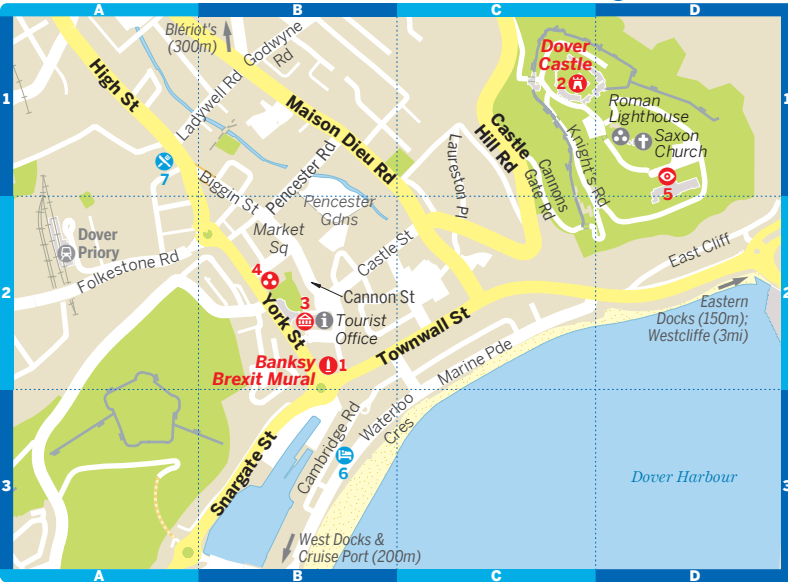 A
B
C
D
Blériot's
(300m)
Godwyne
Rd
Dover
Castle
2
High St
1
1
Ladywell Rd
Maison Dieu Rd
Castle
Hill Rd
Roman
Lighthouse
Saxon
Church
Knight's Rd
Laureston Pl
Cannons
Gate Rd
7
5
Biggin St
Pencester Rd
Pencester
Gdns
Market
Sq
Dover
Priory
Folkestone Rd
Castle St
East Cliff
4
2
2
Cannon St
3
York St
Tourist
Office
Townwall St
Eastern
Docks (150m);
Westcliffe (3mi)
Banksy
Brexit Mural
1
Marine Pde
Waterloo
Cres
Cambridge Rd
Snargate St
6
Dover Harbour
3
3
West Docks &
Cruise Port (200m)
A
B
C
D